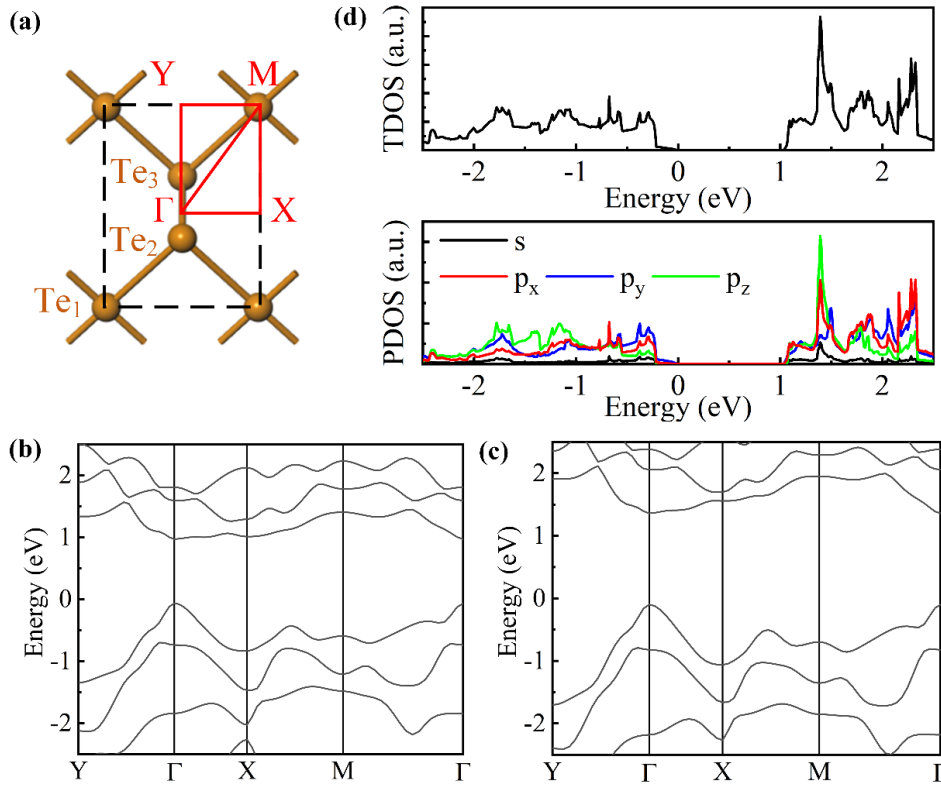 (a)
Y M
Te3
Γ X
Te2
Te1
(d)
TDOS (a.u.)
-2 -1 0 1 2
Energy (eV)
PDOS (a.u.)
s
px py pz
-2 -1 0 1 2
Energy (eV)
(b)
Energy (eV)
2
1
0
-1
-2
Y Γ X M Γ
(c)
Energy (eV)
2
1
0
-1
-2
Y Γ X M Γ